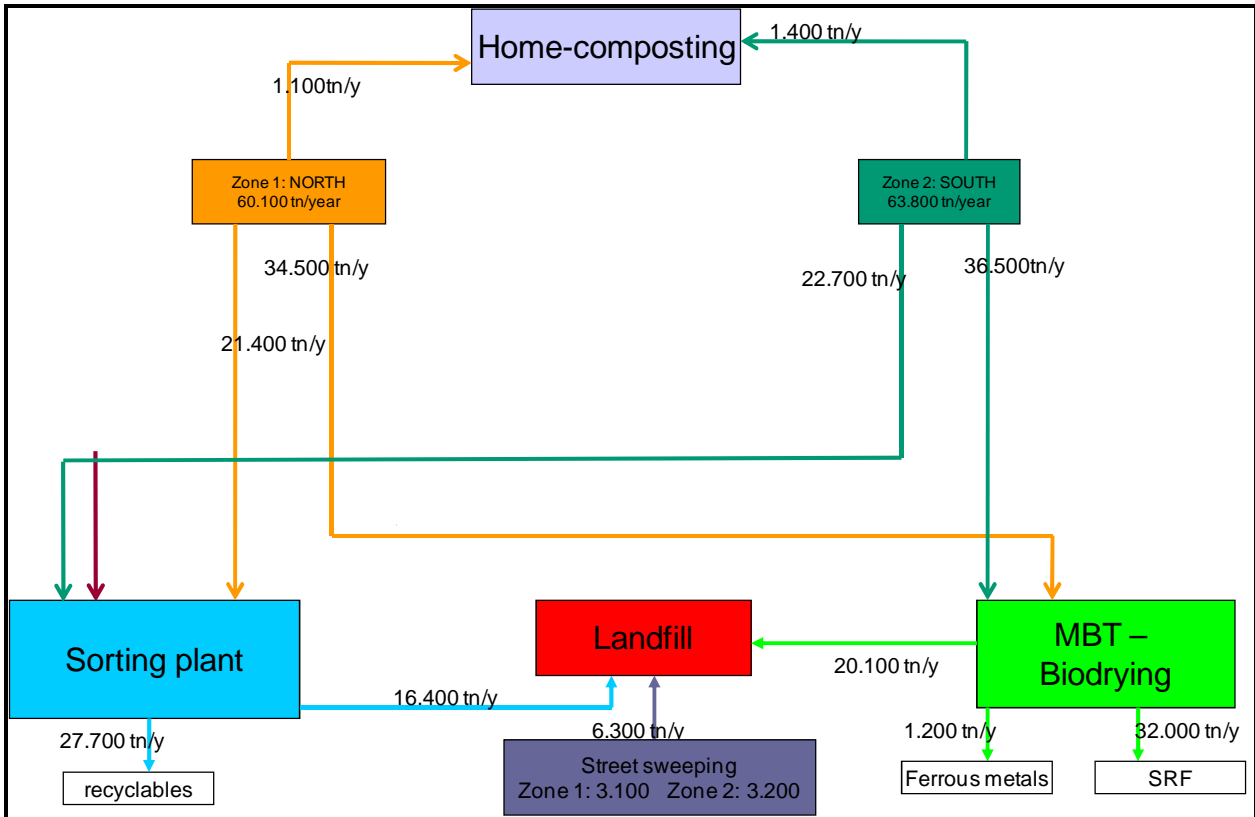 1.400 tn/y
Home-composting
1.100tn/y
Zone 1: NORTH
60.100 tn/year
Zone 2: SOUTH
63.800 tn/year
34.500 tn/y
22.700 tn/y
36.500tn/y
21.400 tn/y
Sorting plant
Landfill
MBT –
Biodrying
20.100 tn/y
16.400 tn/y
27.700 tn/y
6.300 tn/y
1.200 tn/y
32.000 tn/y
recyclables
Street sweeping
Zone 1: 3.100 Zone 2: 3.200
Ferrous metals
SRF